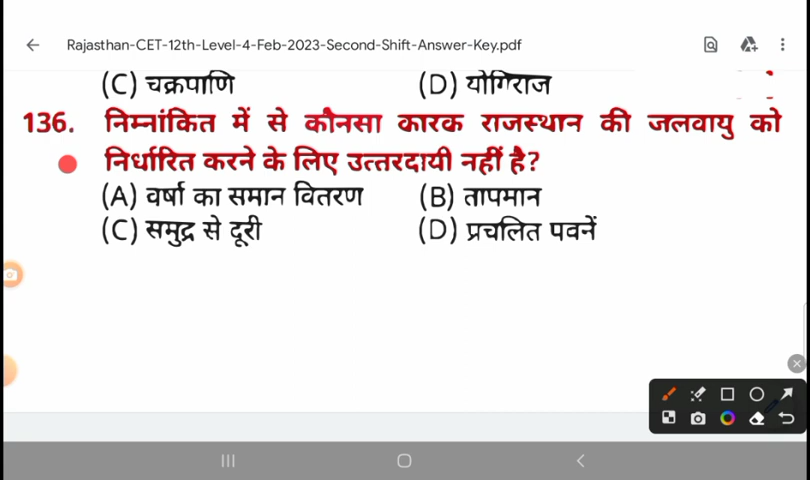 Rajasthan-CET-12th-Level-4-Feb-2023-Second-Shift-Answer-Key.pdf
(C) चक्रपाणि (D) योगिराज
136. निम्नांकित में से कौनसा कारक राजस्थान की जलवायु को
निर्धारित करने के लिए उत्तरदायी नहीं है?
(A) वर्षा का समान वितरण (B) तापमान
(C) समुद्र से दूरी (D) प्रचलित पवनें